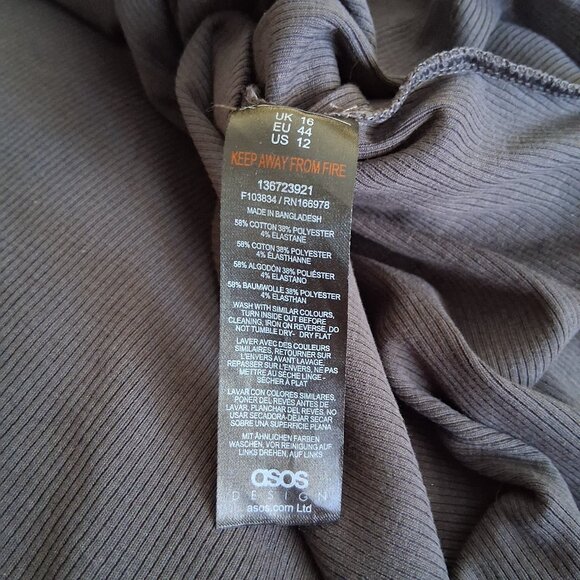 UK 16
EU 44
US 12
KEEP AWAY FROM FIRE
136723921
F103834 / RN166978
MADE IN BANGLADESH
58% COTTON 38% POLYESTER
4% ELASTANE
58% COTON 38% POLYESTER
4% ELASTHANNE
58% ALGODÓN 38% POLIÉSTER
4% ELASTANO
58% BAUMWOLLE 38% POLYESTER
4% ELASTHAN
WASH WITH SIMILAR COLOURS,
TURN INSIDE OUT BEFORE
CLEANING, IRON ON REVERSE, DO
NOT TUMBLE DRY- DRY FLAT
LAVER AVEC DES COULEURS
SIMILAIRES, RETOURNER SUR
L'ENVERS AVANT LAVAGE,
REPASSER SUR L'ENVERS, NE PAS
METTRE AU SÈCHE LINGE -
SÉCHER À PLAT
LAVAR CON COLORES SIMILARES,
PONER DEL REVÉS ANTES DE
LAVAR, PLANCHAR DEL REVÉS, NO
USAR SECADORA-DEJAR SECAR
SOBRE UNA SUPERFICIE PLANA
MIT ÄHNLICHEN FARBEN
WASCHEN, VOR REINIGUNG AUF
LINKS DREHEN, AUF LINKS
asos
DESIGN
asos.com Ltd